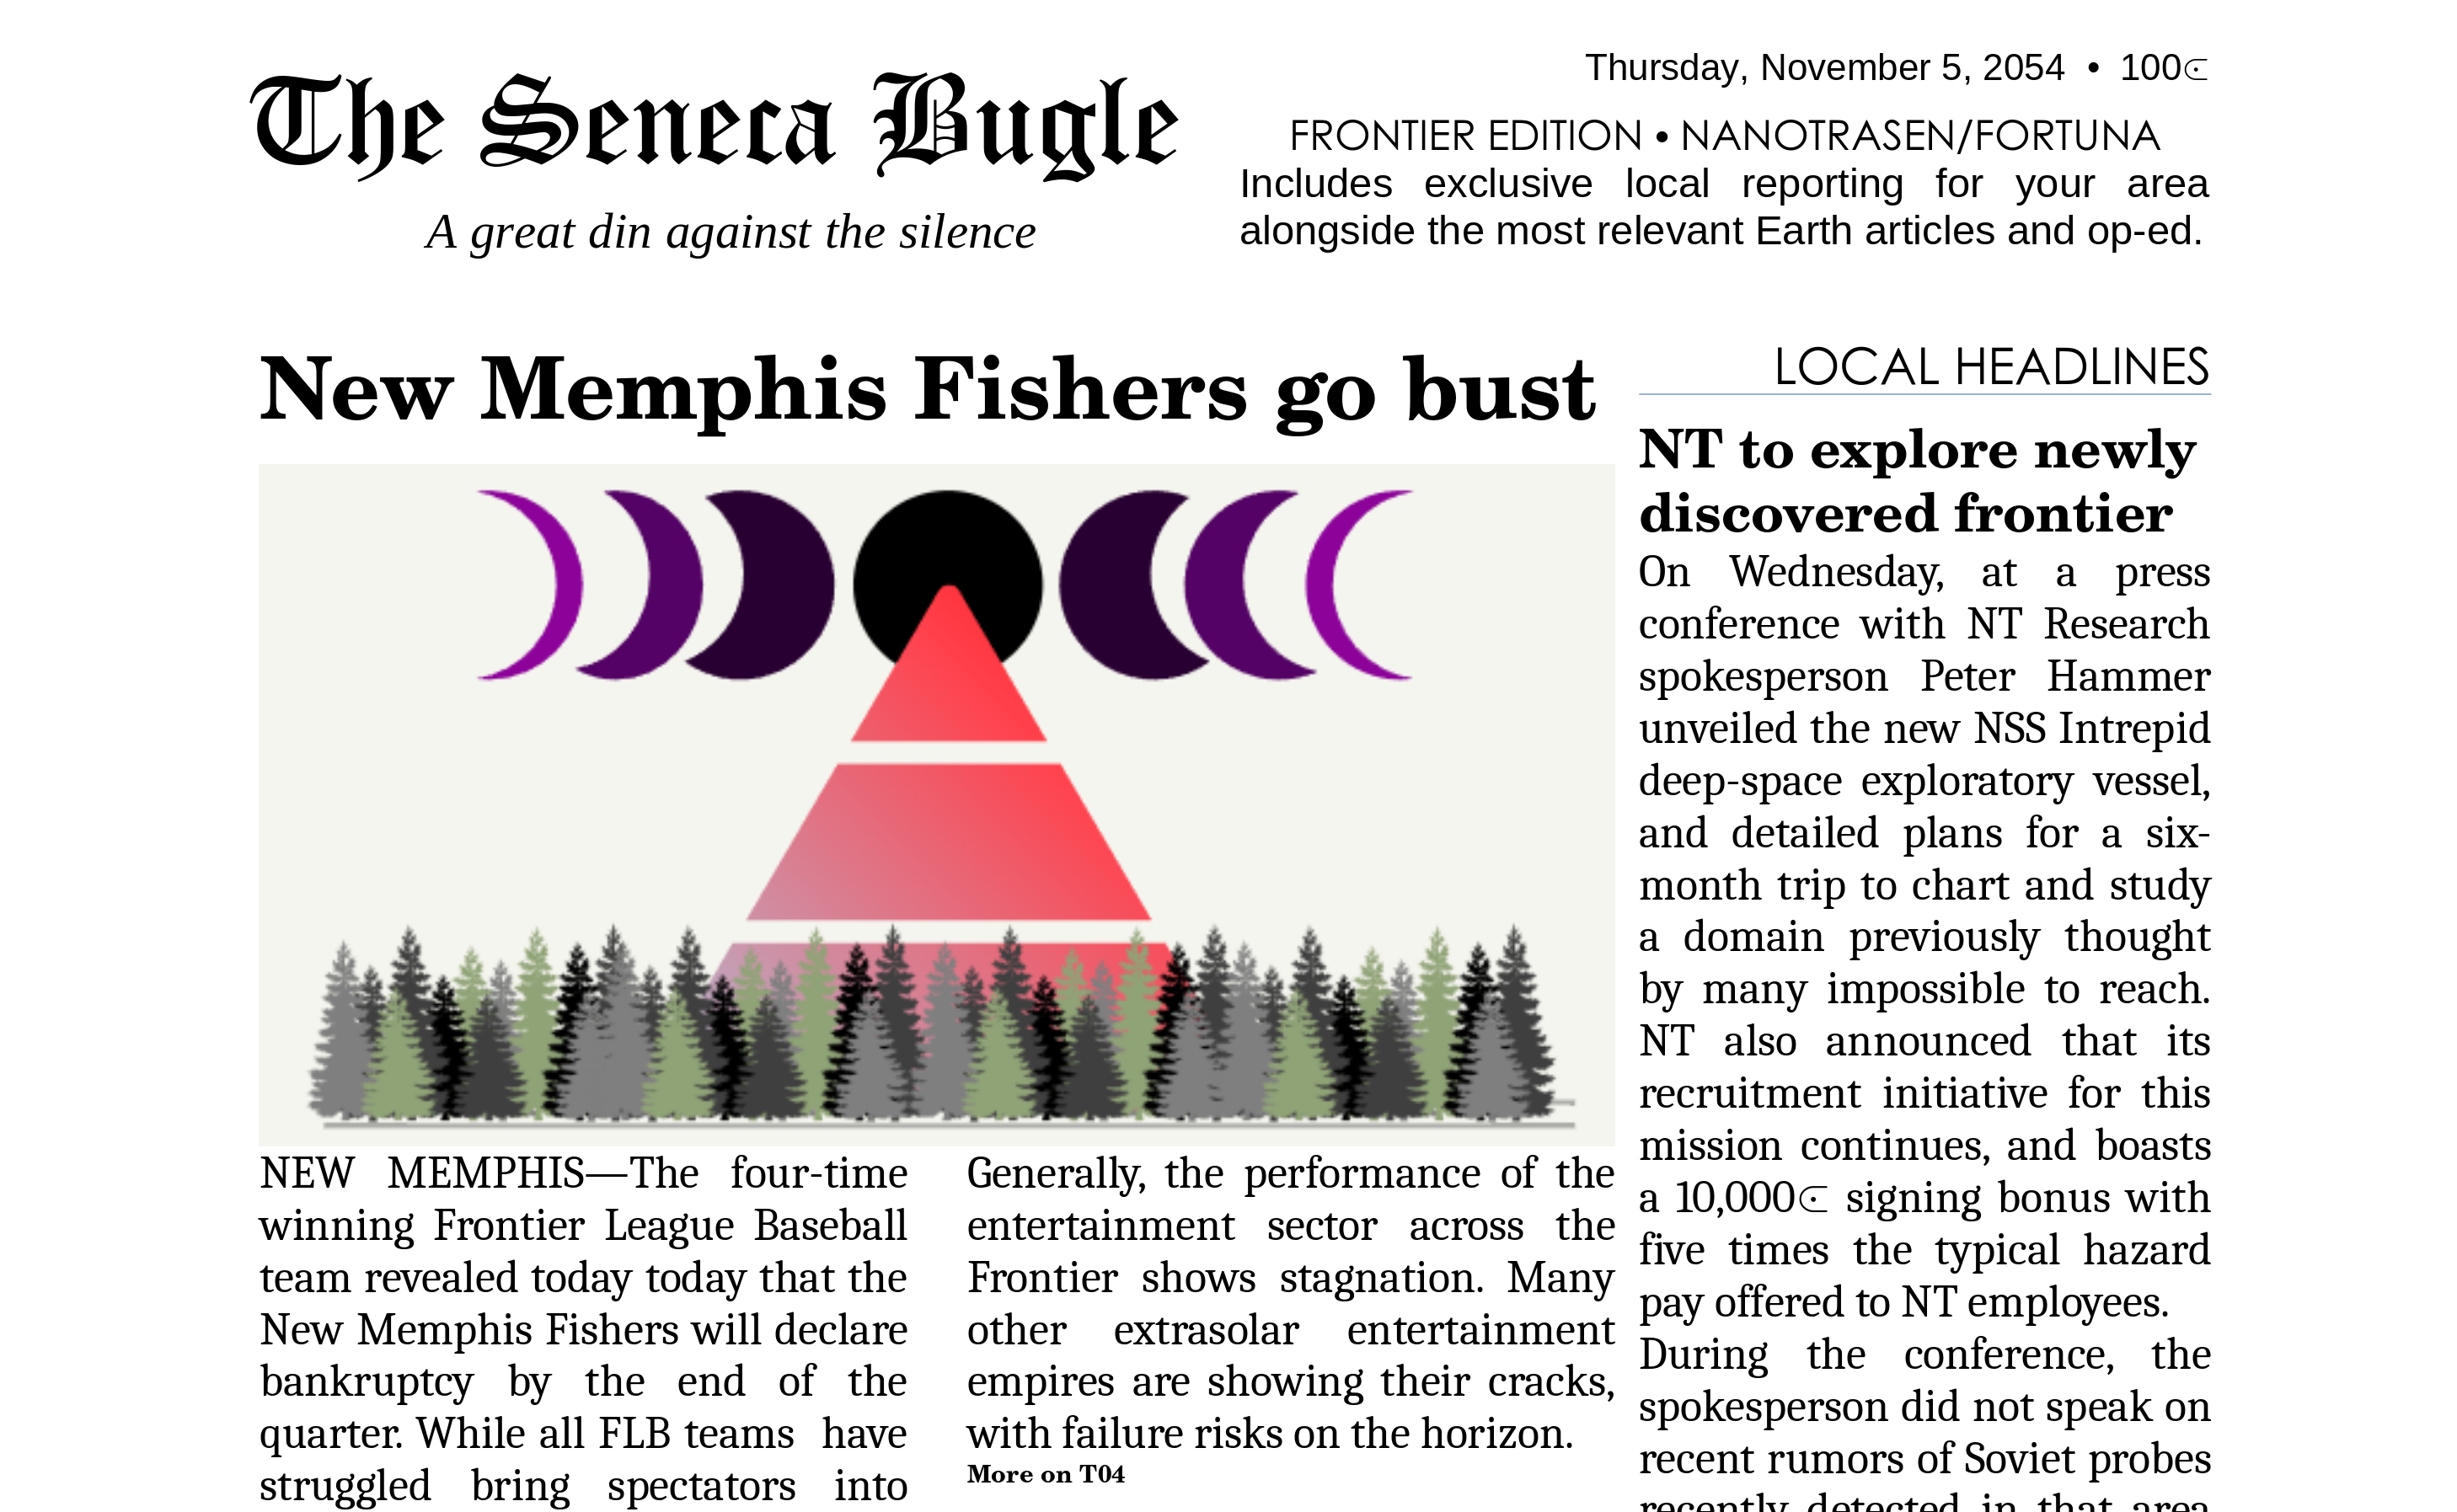 The Seneca Bugle
A great din against the silence
Thursday, November 5, 2054 • 100⪽
FRONTIER EDITION • NANOTRASEN/FORTUNA
Includes exclusive local reporting for your area
alongside the most relevant Earth articles and op-ed.
New Memphis Fishers go bust
NEW MEMPHIS—The four-time
winning Frontier League Baseball
team revealed today today that the
New Memphis Fishers will declare
bankruptcy by the end of the
quarter. While all FLB teams have
struggled bring spectators into
Generally, the performance of the
entertainment sector across the
Frontier shows stagnation. Many
other extrasolar entertainment
empires are showing their cracks,
with failure risks on the horizon.
More on T04
LOCAL HEADLINES
NT to explore newly
discovered frontier
On Wednesday, at a press
conference with NT Research
spokesperson Peter Hammer
unveiled the new NSS Intrepid
deep-space exploratory vessel,
and detailed plans for a six-
month trip to chart and study
a domain previously thought
by many impossible to reach.
NT also announced that its
recruitment initiative for this
mission continues, and boasts
a 10,000⪽ signing bonus with
five times the typical hazard
pay offered to NT employees.
During the conference, the
spokesperson did not speak on
recent rumors of Soviet probes
recently detected in that area